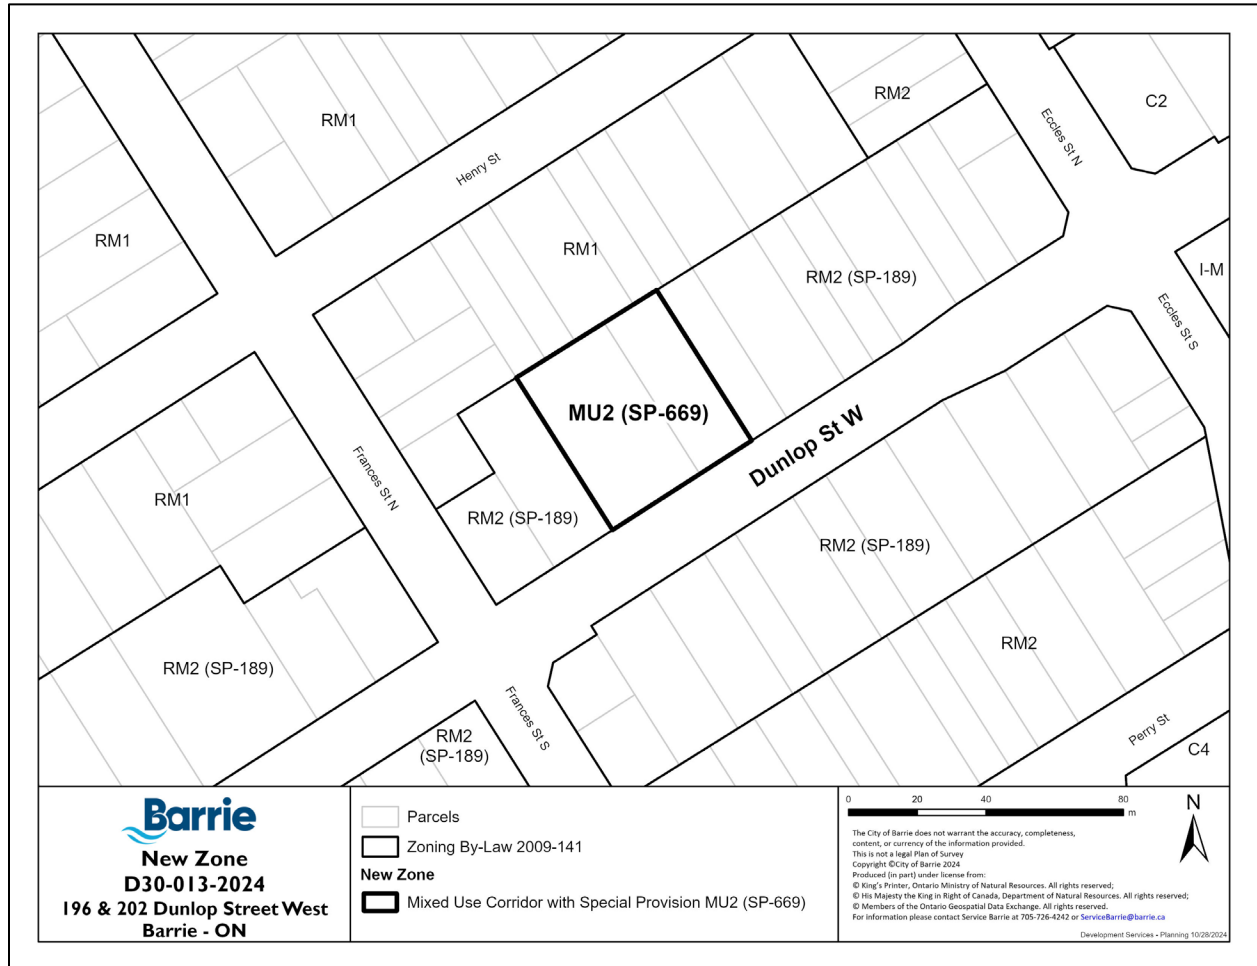 RM2
C2
RM1
Eccles St N
Henry St
RM1
RM1
I-M
RM2 (SP-189)
Eccles St S
MU2 (SP-669)
Dunlop St W
Frances St N
RM1
RM2 (SP-189)
RM2 (SP-189)
RM2
RM2 (SP-189)
Frances St S
Perry St
RM2
(SP-189)
C4
Barrie
New Zone
D30-013-2024
196 & 202 Dunlop Street West
Barrie - ON
Parcels
Zoning By-Law 2009-141
New Zone
Mixed Use Corridor with Special Provision MU2 (SP-669)
0 20 40 80
m
N
The City of Barrie does not warrant the accuracy, completeness,
content, or currency of the information provided.
This is not a legal Plan of Survey
Copyright ©City of Barrie 2024
Produced (in part) under license from:
© King's Printer, Ontario Ministry of Natural Resources. All rights reserved;
© His Majesty the King in Right of Canada, Department of Natural Resources. All rights reserved;
© Members of the Ontario Geospatial Data Exchange. All rights reserved.
For information please contact Service Barrie at 705-726-4242 or ServiceBarrie@barrie.ca
Development Services - Planning 10/28/2024